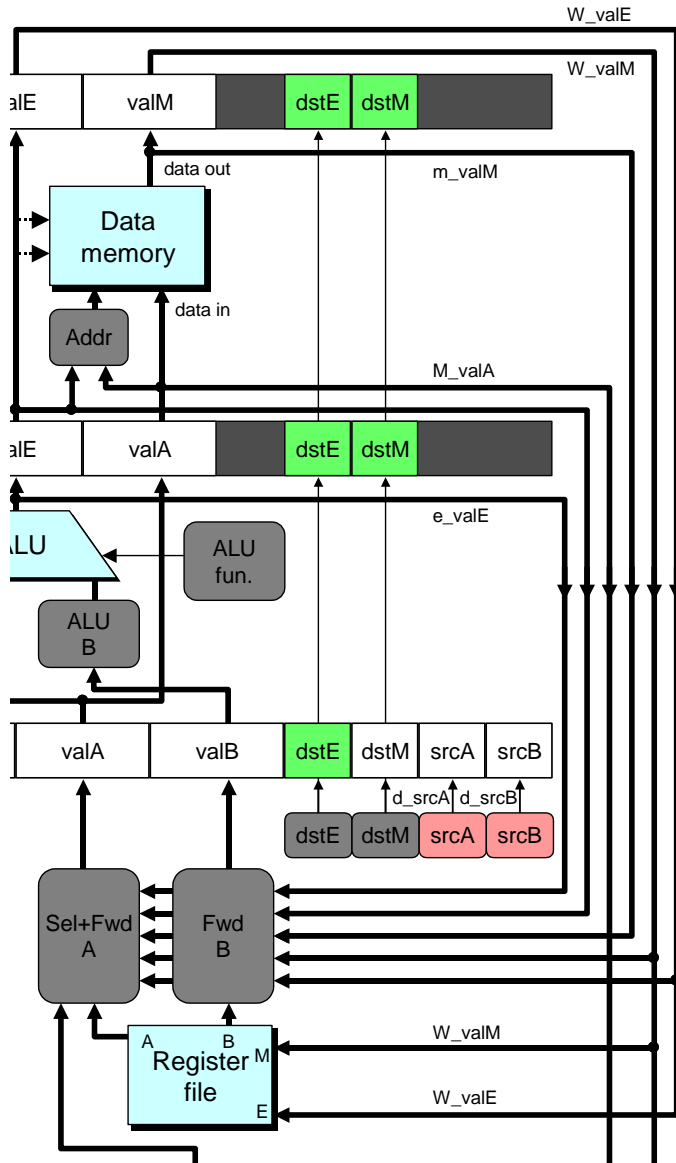 W_valE
W_valM
alE
valM
dstE
dstM
data out
m_valM
Data
memory
data in
Addr
M_valA
alE
valA
dstE
dstM
e_valE
LU
ALU
fun.
ALU
B
valA
valB
dstE
dstM
srcA
srcB
d_srcA
d_srcB
dstE
dstM
srcA
srcB
Sel+Fwd
A
Fwd
B
A
B
Register
file
M
E
W_valM
W_valE